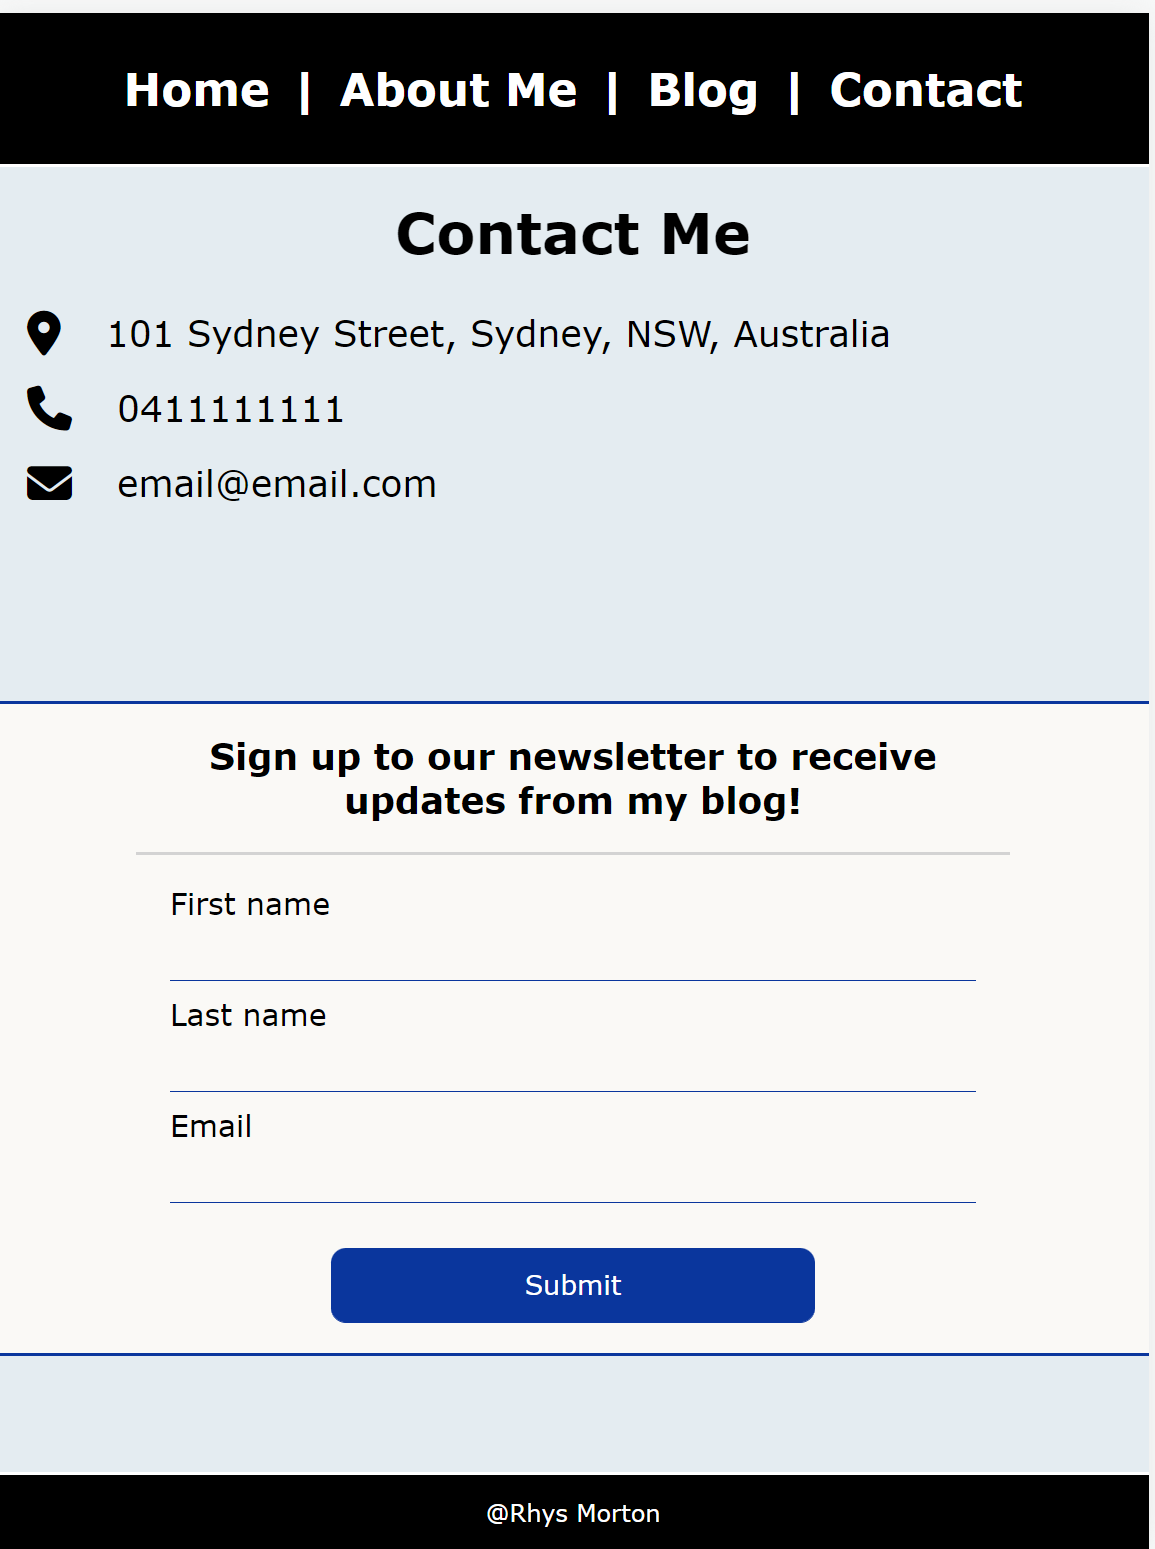 Home | About Me | Blog | Contact
Contact Me
101 Sydney Street, Sydney, NSW, Australia
0411111111
email@email.com
Sign up to our newsletter to receive
updates from my blog!
First name
Last name
Email
Submit
@Rhys Morton